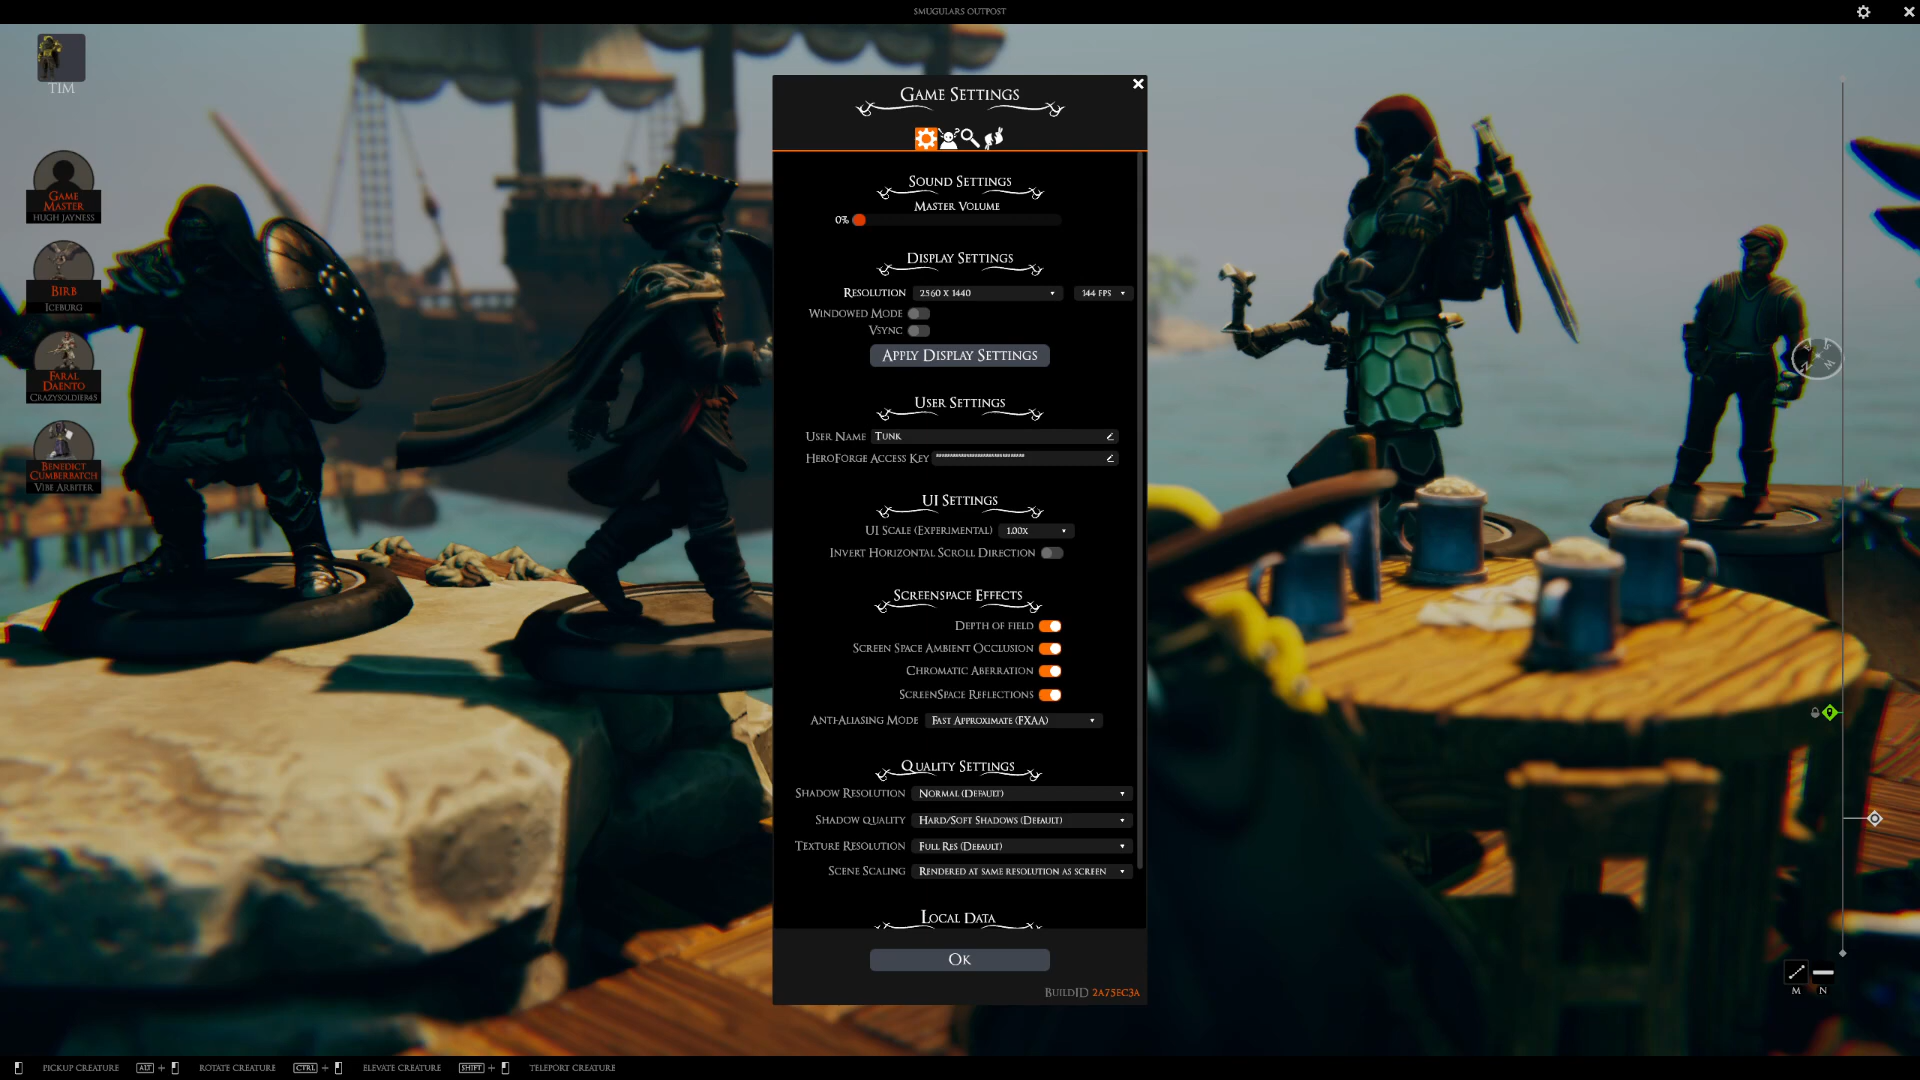 SMUGULARS OUTPOST
TIM
GAME MASTER
HUGH JAYNESS
BIRB
ICEBURG
FARAL DAENTO
CRAZYSOLDIER45
BENEDICT CUMBERBATCH
VIBE ARBITER
GAME SETTINGS
SOUND SETTINGS
MASTER VOLUME
0%
DISPLAY SETTINGS
RESOLUTION 2560 X 1440 144 FPS
WINDOWED MODE
VSYNC
APPLY DISPLAY SETTINGS
USER SETTINGS
USER NAME TUNK
HEROFORGE ACCESS KEY ******************************
UI SETTINGS
UI SCALE (EXPERIMENTAL) 1.00X
INVERT HORIZONTAL SCROLL DIRECTION
SCREENSPACE EFFECTS
DEPTH OF FIELD
SCREEN SPACE AMBIENT OCCLUSION
CHROMATIC ABERRATION
SCREENSPACE REFLECTIONS
ANTI-ALIASING MODE FAST APPROXIMATE (FXAA)
QUALITY SETTINGS
SHADOW RESOLUTION NORMAL (DEFAULT)
SHADOW QUALITY HARD/SOFT SHADOWS (DEFAULT)
TEXTURE RESOLUTION FULL RES (DEFAULT)
SCENE SCALING RENDERED AT SAME RESOLUTION AS SCREEN
LOCAL DATA
OK
BUILDID 2A75EC3A
E S
N W
M N
PICKUP CREATURE ALT + ROTATE CREATURE CTRL + ELEVATE CREATURE SHIFT + TELEPORT CREATURE